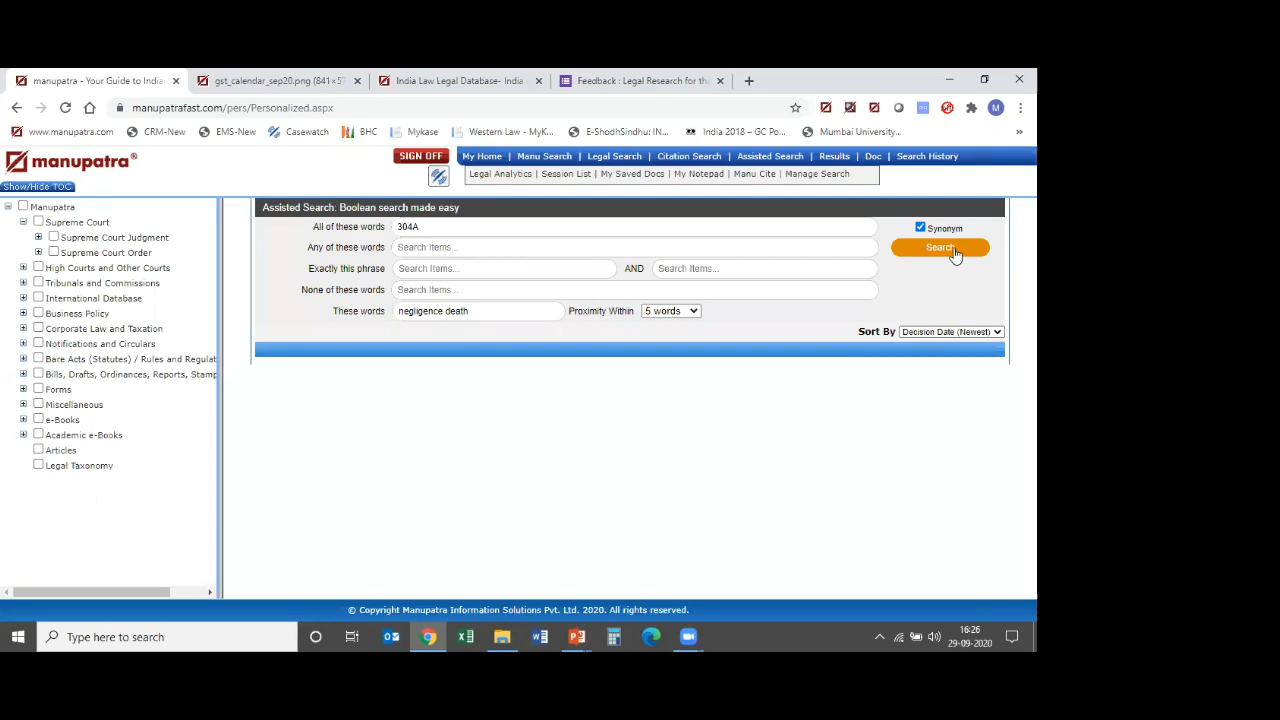 manupatra - Your Guide to India
gst_calendar_sep20.png (841×57
India Law Legal Database- India
Feedback : Legal Research for the
manupatrafast.com/pers/Personalized.aspx
M
www.manupatra.com
CRM-New
EMS-New
Casewatch
BHC
Mykase
Western Law - MyK...
E-ShodhSindhu: IN...
India 2018 – GC Po...
Mumbai University...
»
manupatra®
SIGN OFF
My Home | Manu Search | Legal Search | Citation Search | Assisted Search | Results | Doc | Search History
Legal Analytics | Session List | My Saved Docs | My Notepad | Manu Cite | Manage Search
Show/Hide TOC
Manupatra
Supreme Court
Supreme Court Judgment
Supreme Court Order
High Courts and Other Courts
Tribunals and Commissions
International Database
Business Policy
Corporate Law and Taxation
Notifications and Circulars
Bare Acts (Statutes) / Rules and Regulat
Bills, Drafts, Ordinances, Reports, Stamp
Forms
Miscellaneous
e-Books
Academic e-Books
Articles
Legal Taxonomy
Assisted Search: Boolean search made easy
All of these words 304A
Synonym
Any of these words Search Items...
Search
Exactly this phrase Search Items... AND Search Items...
None of these words Search Items...
These words negligence death Proximity Within 5 words
Sort By Decision Date (Newest)
© Copyright Manupatra Information Solutions Pvt. Ltd. 2020. All rights reserved.
Type here to search
16:26
29-09-2020